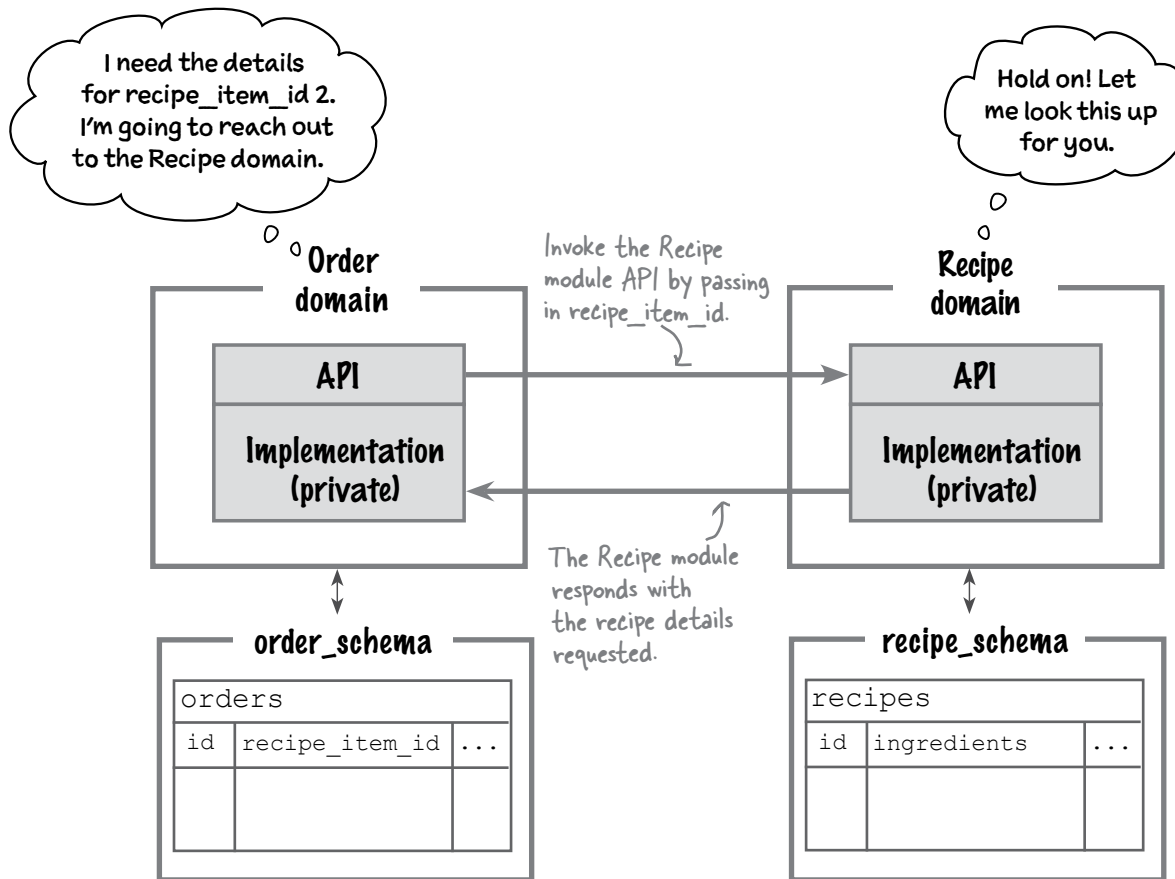 I need the details
for recipe_item_id 2.
I'm going to reach out
to the Recipe domain.
Hold on! Let
me look this up
for you.
Order
domain
Invoke the Recipe
module API by passing
in recipe_item_id.
Recipe
domain
API
Implementation
(private)
API
Implementation
(private)
The Recipe module
responds with
the recipe details
requested.
order_schema
orders
id recipe_item_id ...
recipe_schema
recipes
id ingredients ...